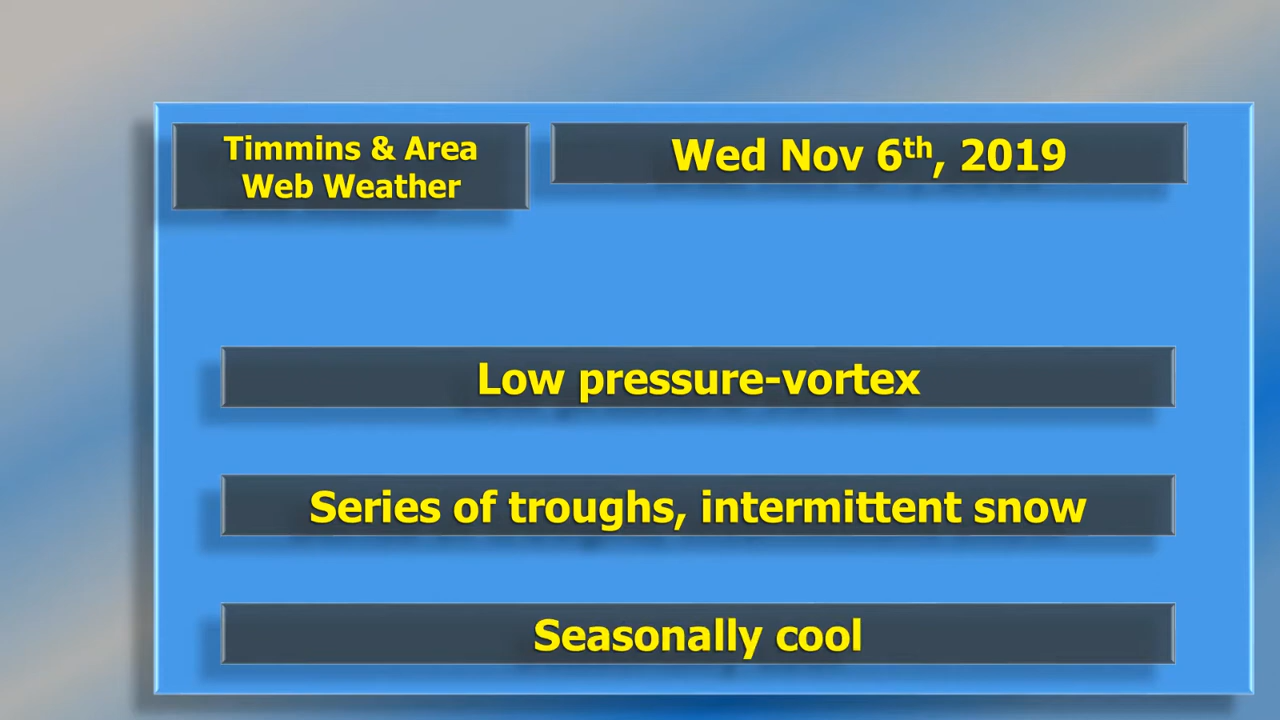 Timmins & Area
Web Weather
Wed Nov 6th, 2019
Low pressure-vortex
Series of troughs, intermittent snow
Seasonally cool